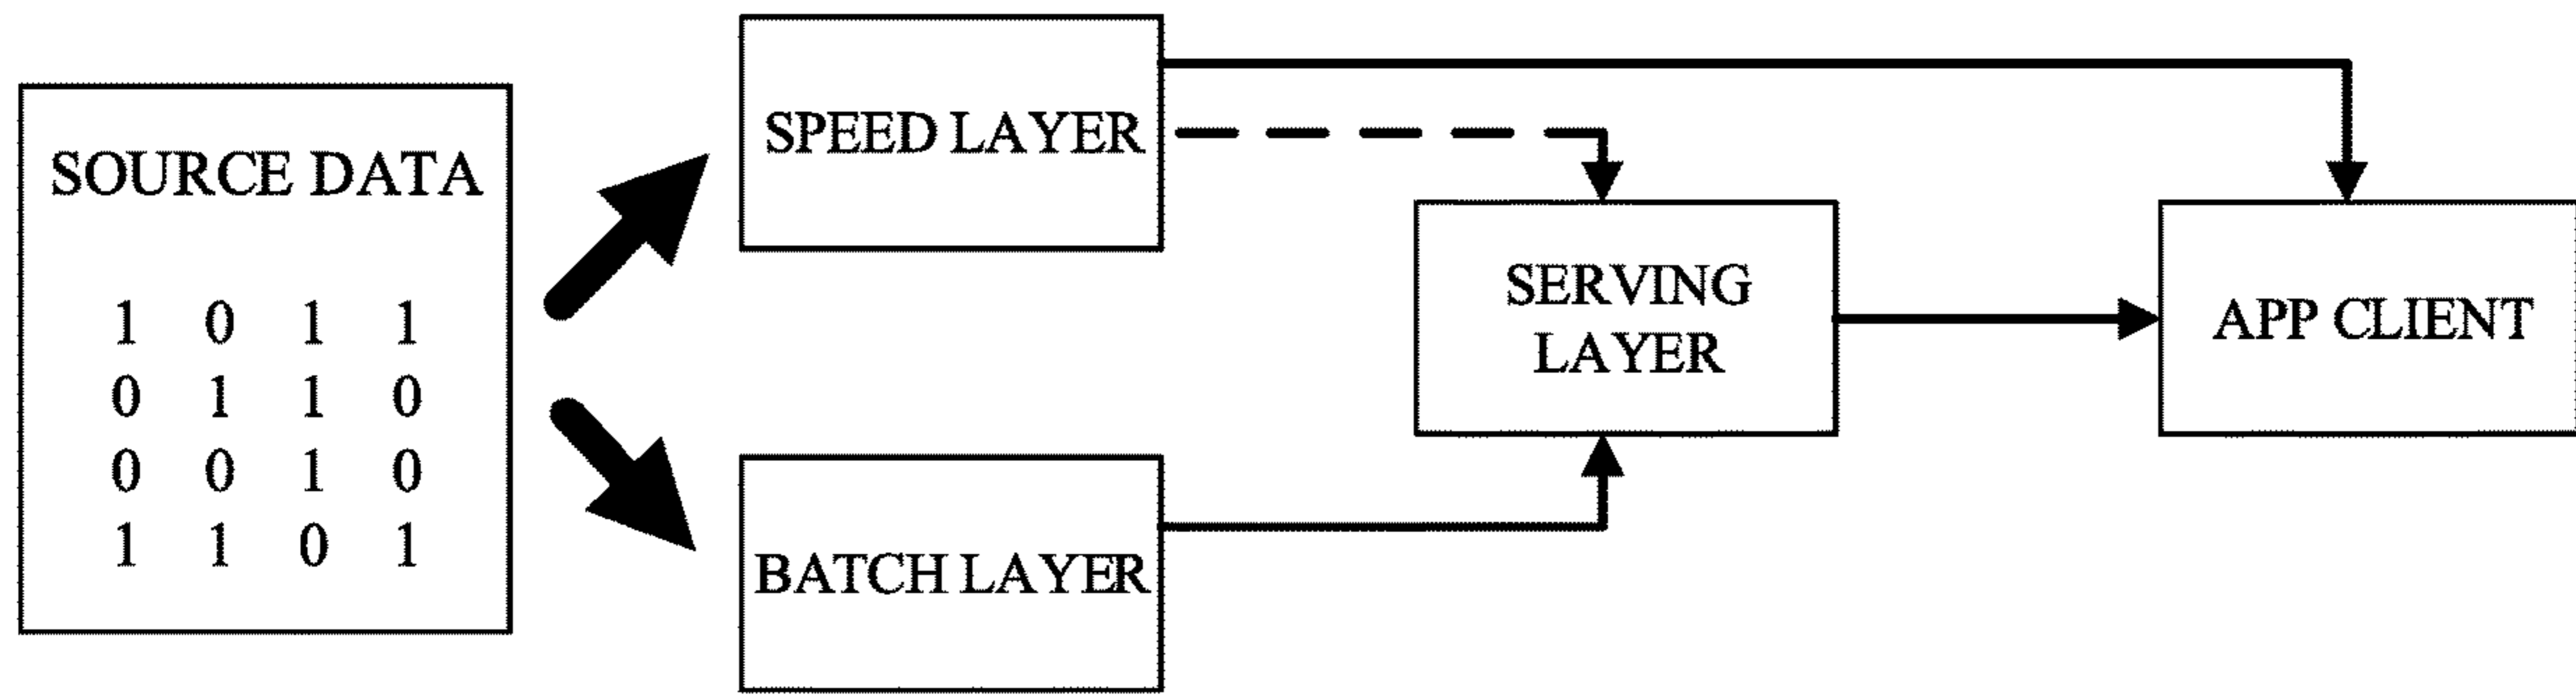 SOURCE DATA
1 0 1 1
0 1 1 0
0 0 1 0
1 1 0 1
SPEED LAYER
BATCH LAYER
SERVING
LAYER
APP CLIENT